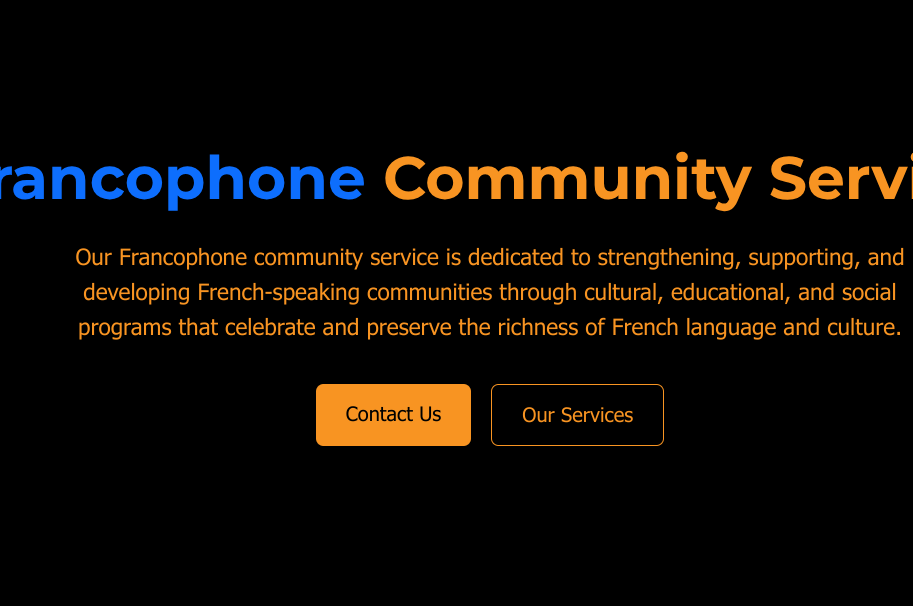 rancophone Community Servi
Our Francophone community service is dedicated to strengthening, supporting, and
developing French-speaking communities through cultural, educational, and social
programs that celebrate and preserve the richness of French language and culture.
Contact Us
Our Services